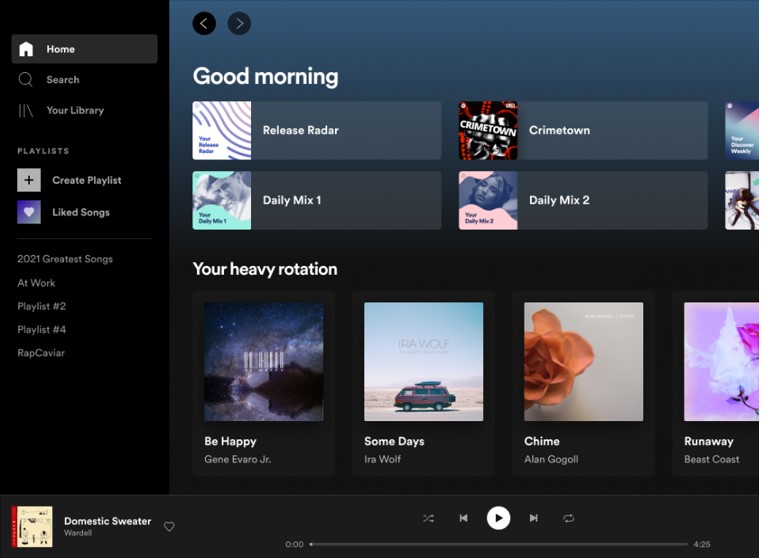 Home
Search
Your Library
PLAYLISTS
Create Playlist
Liked Songs
2021 Greatest Songs
At Work
Playlist #2
Playlist #4
RapCaviar
Good morning
Your
Release
Radar
Release Radar
CRIMETOWN
Crimetown
Your
Discover
Weekly
Your
Daily Mix 1
Daily Mix 1
Your
Daily Mix 2
Daily Mix 2
Your heavy rotation
IRA WOLF
Be Happy
Gene Evaro Jr.
Some Days
Ira Wolf
Chime
Alan Gogoll
Runaway
Beast Coast
Domestic Sweater
Wardell
0:00
4:25